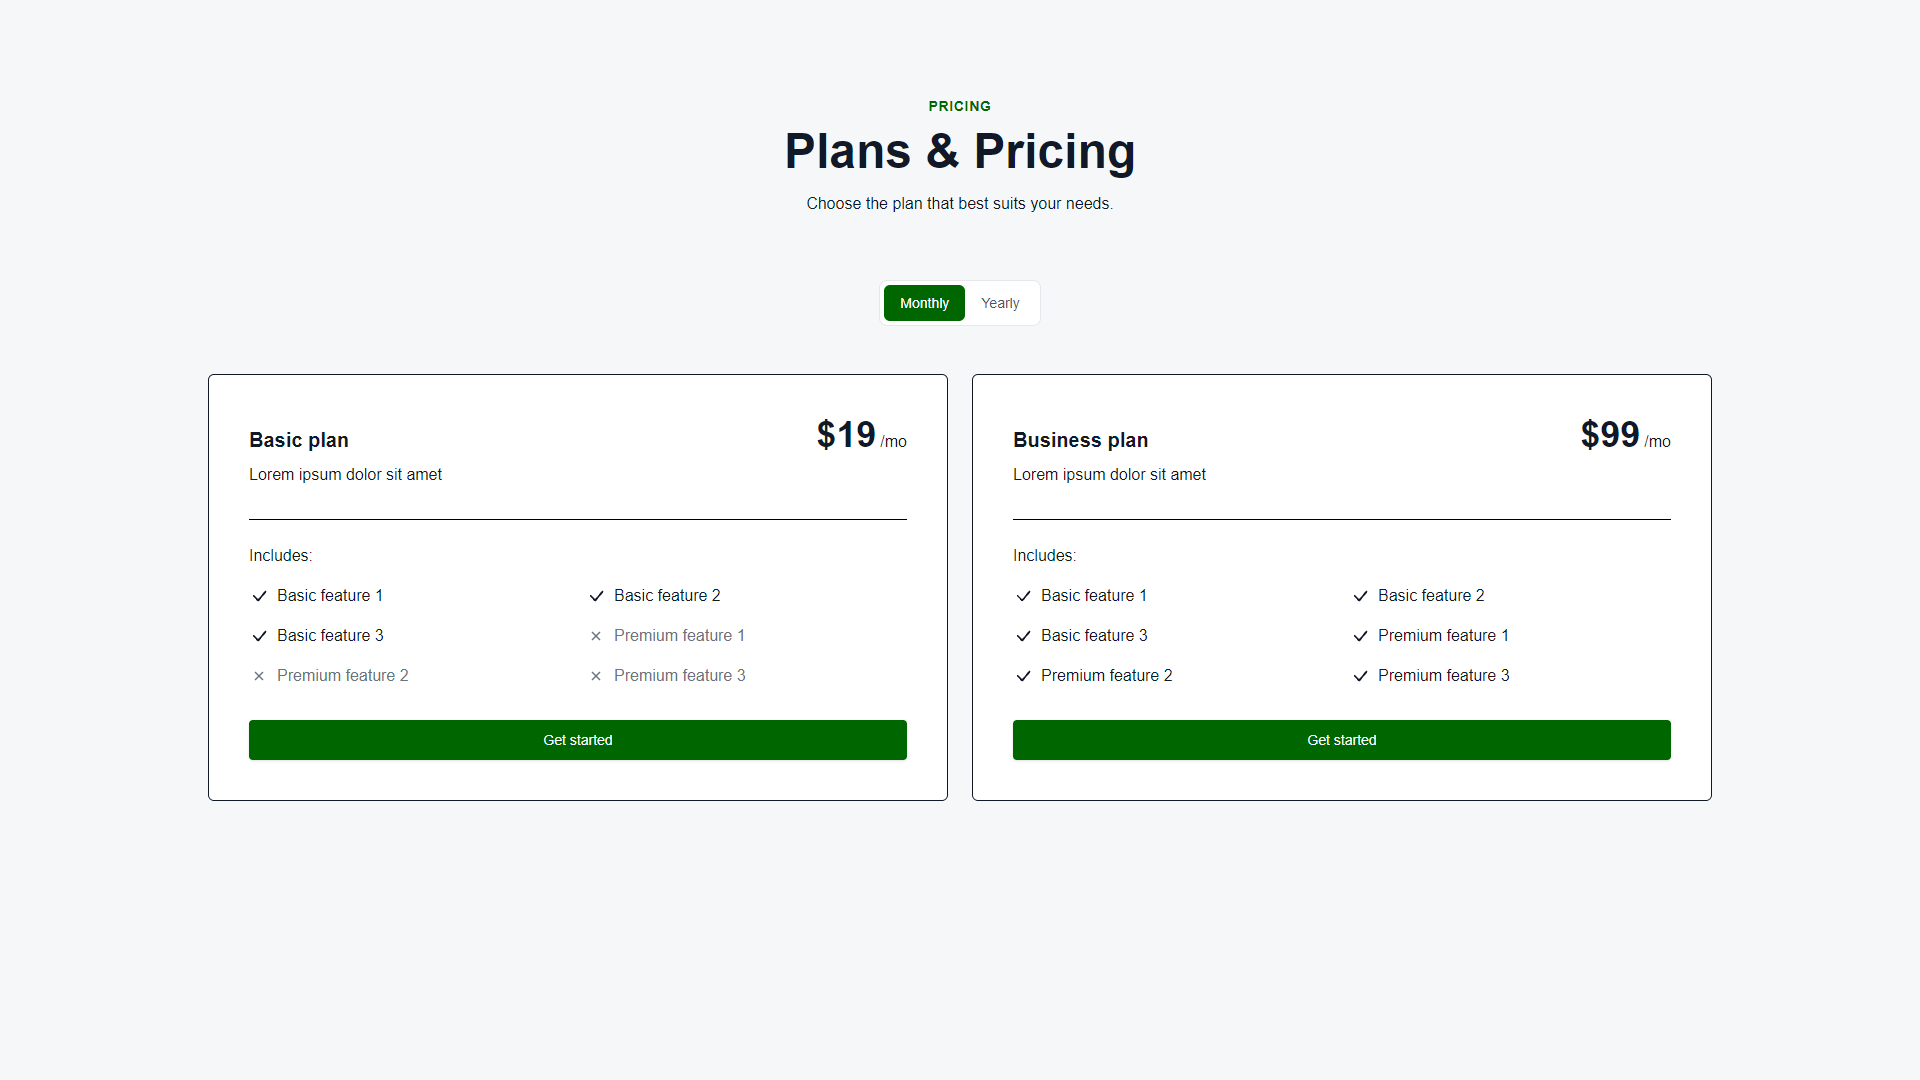 PRICING
Plans & Pricing
Choose the plan that best suits your needs.
Monthly Yearly
Basic plan
$19 /mo
Lorem ipsum dolor sit amet
Includes:
Basic feature 1
Basic feature 2
Basic feature 3
Premium feature 1
Premium feature 2
Premium feature 3
Get started
Business plan
$99 /mo
Lorem ipsum dolor sit amet
Includes:
Basic feature 1
Basic feature 2
Basic feature 3
Premium feature 1
Premium feature 2
Premium feature 3
Get started